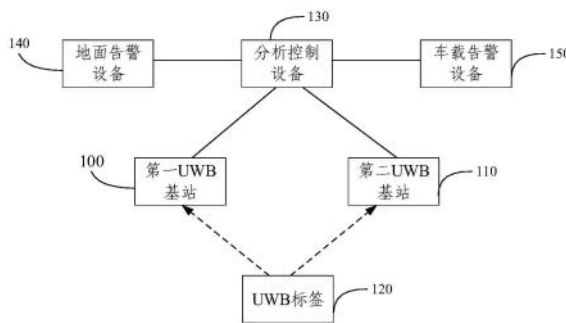 130
140
地面告警
设备
分析控制
设备
车载告警
设备
150
100
第一UWB
基站
第二UWB
基站
110
UWB标签
120